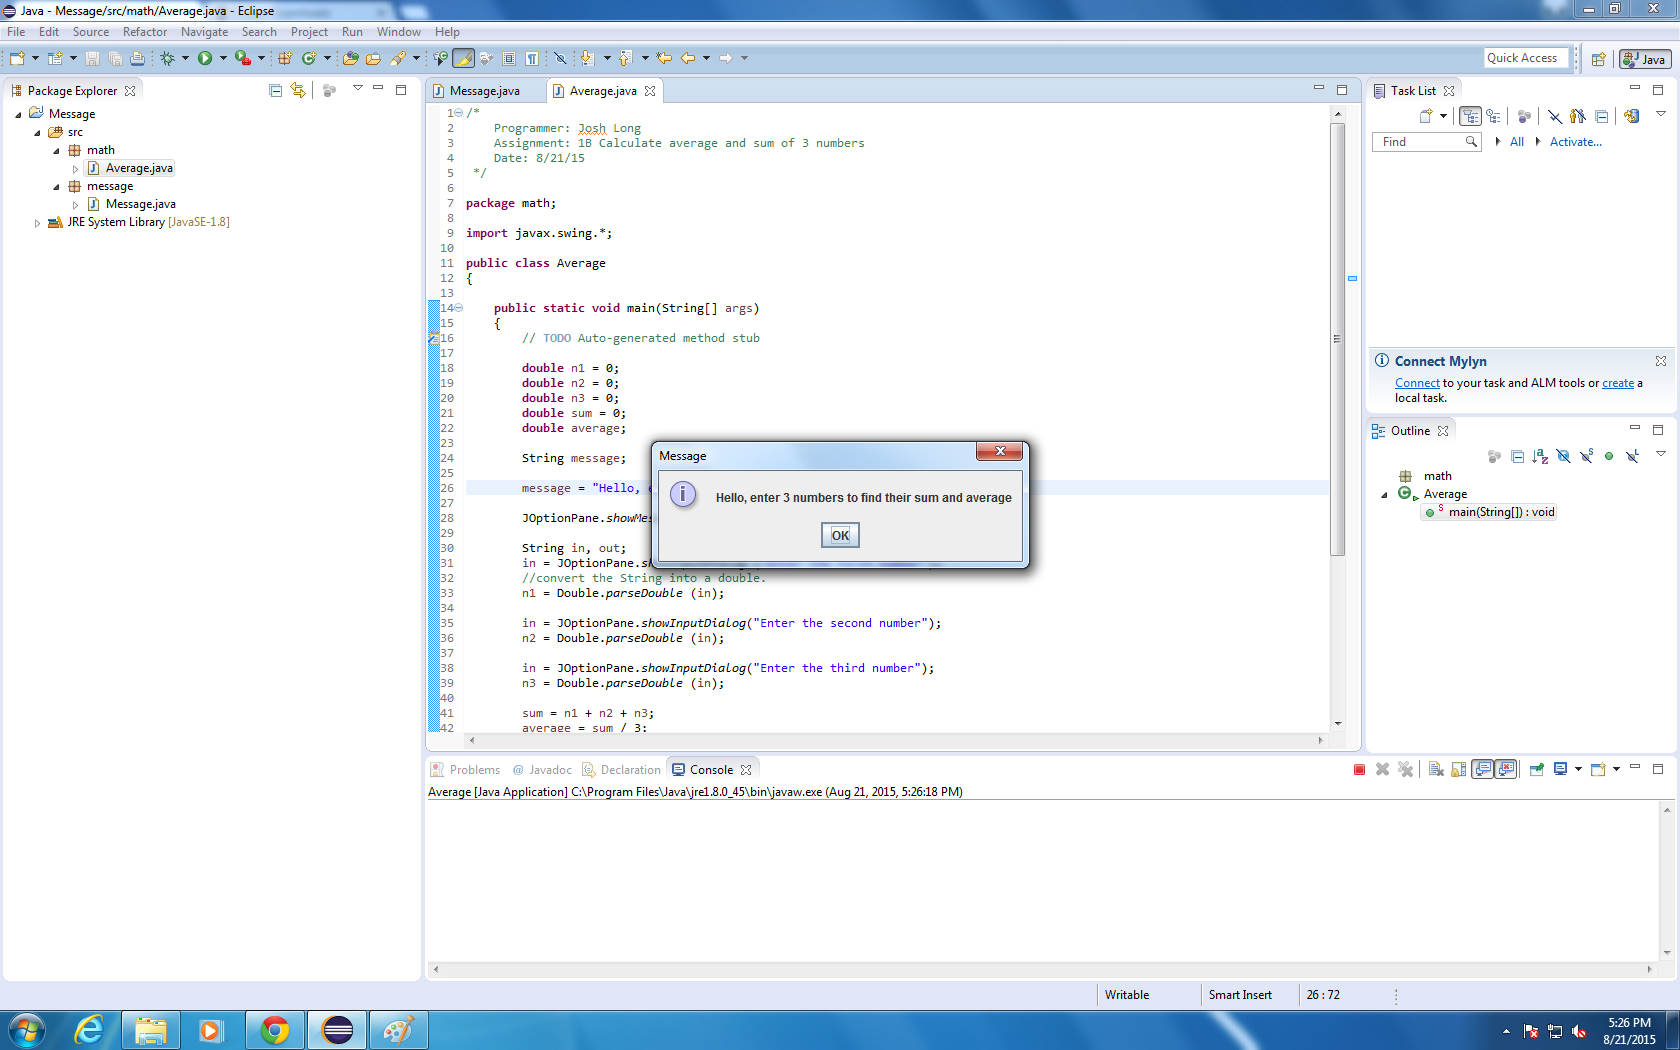 Java - Message/src/math/Average.java - Eclipse
File Edit Source Refactor Navigate Search Project Run Window Help
Quick Access
Java
Package Explorer
Message
src
math
Average.java
message
Message.java
JRE System Library [JavaSE-1.8]
Message.java
Average.java
1 /*
2 Programmer: Josh Long
3 Assignment: 1B Calculate average and sum of 3 numbers
4 Date: 8/21/15
5 */
6
7 package math;
8
9 import javax.swing.*;
10
11 public class Average
12 {
13
14 public static void main(String[] args)
15 {
16 // TODO Auto-generated method stub
17
18 double n1 = 0;
19 double n2 = 0;
20 double n3 = 0;
21 double sum = 0;
22 double average;
23
24 String message;
25
26 message = "Hello,
27
28 JOptionPane.showMes
29
30 String in, out;
31 in = JOptionPane.
32 //convert the String into a double.
33 n1 = Double.parseDouble (in);
34
35 in = JOptionPane.showInputDialog("Enter the second number");
36 n2 = Double.parseDouble (in);
37
38 in = JOptionPane.showInputDialog("Enter the third number");
39 n3 = Double.parseDouble (in);
40
41 sum = n1 + n2 + n3;
42 average = sum / 3;
Message
Hello, enter 3 numbers to find their sum and average
OK
Task List
Find
All
Activate...
Connect Mylyn
Connect to your task and ALM tools or create a
local task.
Outline
math
Average
main(String[]) : void
Problems @ Javadoc Declaration Console
Average [Java Application] C:\Program Files\Java\jre1.8.0_45\bin\javaw.exe (Aug 21, 2015, 5:26:18 PM)
Writable
Smart Insert
26 : 72
5:26 PM
8/21/2015